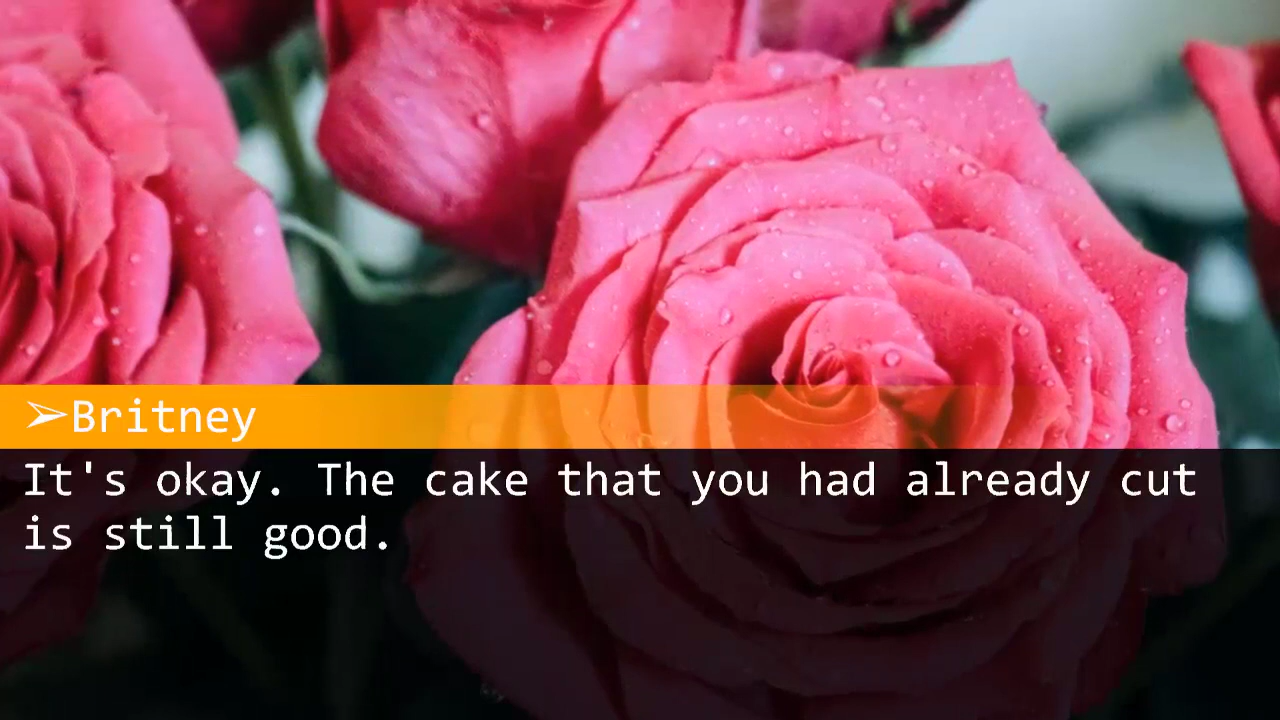 ➢Britney
It's okay. The cake that you had already cut
is still good.